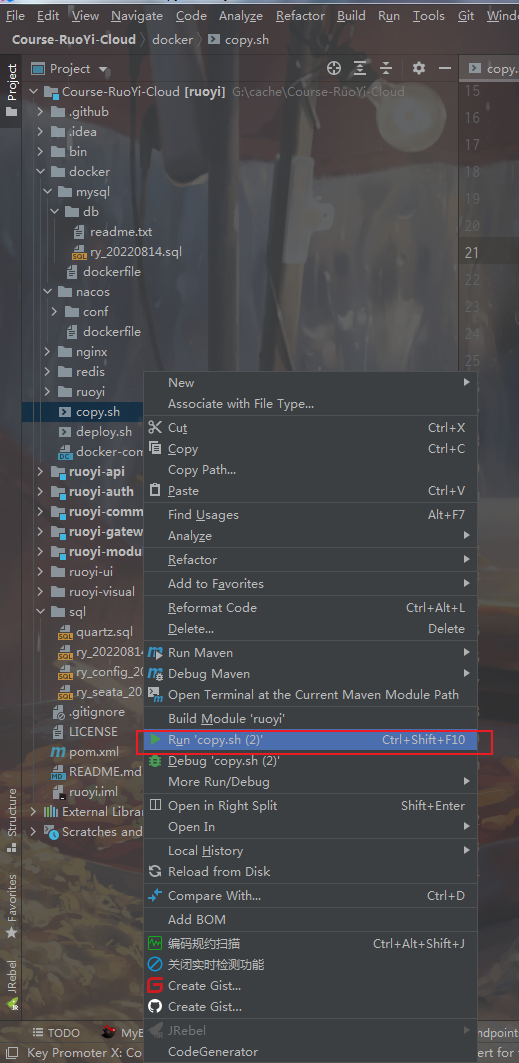 File Edit View Navigate Code Analyze Refactor Build Run Tools Git
Course-RuoYi-Cloud docker copy.sh
Project
Project
copy.
Course-RuoYi-Cloud [ruoyi] G:\cache\Course-RuoYi-Cloud
15
.github
16
.idea
17
bin
18
docker
19
mysql
20
db
readme.txt
21
ry_20220814.sql
22
dockerfile
23
nacos
conf
24
dockerfile
25
nginx
redis
ruoyi
copy.sh
deploy.sh
docker-com
ruoyi-api
ruoyi-auth
ruoyi-comm
ruoyi-gatew
ruoyi-modu
ruoyi-ui
ruoyi-visual
sql
quartz.sql
ry_20220814
ry_config_20
ry_seata_20
.gitignore
LICENSE
pom.xml
README.md
ruoyi.iml
External Librar
Scratches and
New
Associate with File Type...
Cut Ctrl+X
Copy Ctrl+C
Copy Path...
Paste Ctrl+V
Find Usages Alt+F7
Analyze
Refactor
Add to Favorites
Reformat Code Ctrl+Alt+L
Delete... Delete
Run Maven
Debug Maven
Open Terminal at the Current Maven Module Path
Build Module 'ruoyi'
Run 'copy.sh (2)' Ctrl+Shift+F10
Debug 'copy.sh (2)'
More Run/Debug
Open in Right Split Shift+Enter
Open In
Local History
Reload from Disk
Compare With... Ctrl+D
Add BOM
编码规约扫描 Ctrl+Alt+Shift+J
关闭实时检测功能
Create Gist...
Create Gist...
JRebel
CodeGenerator
Structure
Favorites
JRebel
TODO
MyB
ndpoint
Key Promoter X: Co
ert for